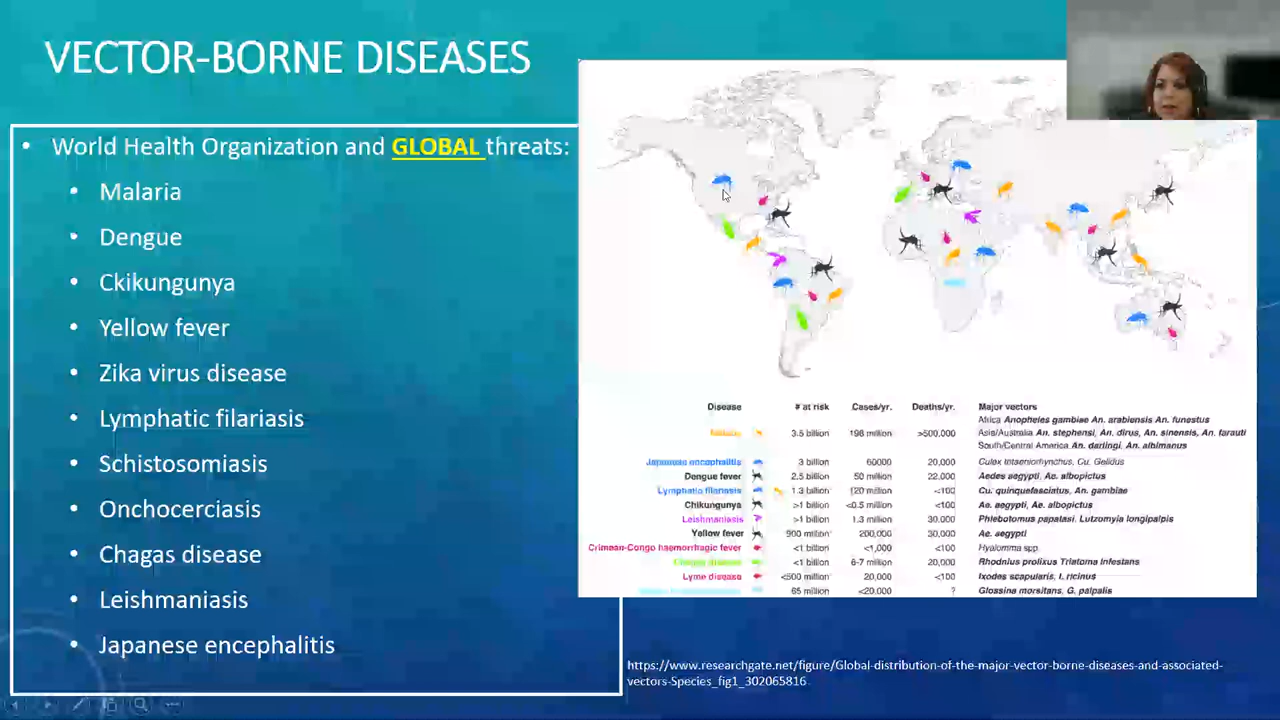 VECTOR-BORNE DISEASES
• World Health Organization and GLOBAL threats:
• Malaria
• Dengue
• Ckikungunya
• Yellow fever
• Zika virus disease
• Lymphatic filariasis
• Schistosomiasis
• Onchocerciasis
• Chagas disease
• Leishmaniasis
• Japanese encephalitis
Disease # at risk Cases/yr. Deaths/yr. Major vectors
Africa Anopheles gambiae An. arabiensis An. funestus
Malaria 3.5 billion 198 million >500,000 Asia/Australia An. stephensi, An. dirus, An. sinensis, An. farauti
South/Central America An. darlingi, An. albimanus
Japanese encephalitis 3 billion 60000 20,000 Culex tritaeniorhynchus, Cu. Gelidus
Dengue fever 2.5 billion 50 million 22,000 Aedes aegypti, Ae. albopictus
Lymphatic filariasis 1.3 billion 120 million <100 Cu. quinquefasciatus, An. gambiae
Chikungunya >1 billion <0.5 million <100 Ae. aegypti, Ae. albopictus
Leishmaniasis >1 billion 1.3 million 30,000 Phlebotomus papatasi. Lutzomyia longipalpis
Yellow fever 900 million 200,000 30,000 Ae. aegypti
Crimean-Congo haemorrhagic fever <1 billion <1,000 <100 Hyalomma spp
Chagas disease <1 billion 6-7 million 20,000 Rhodnius prolixus Triatoma infestans
Lyme disease <500 million 20,000 <100 Ixodes scapularis, I. ricinus
65 million <20,000 ? Glossina morsitans, G. palpalis
https://www.researchgate.net/figure/Global-distribution-of-the-major-vector-borne-diseases-and-associated-
vectors-Species_fig1_302065816